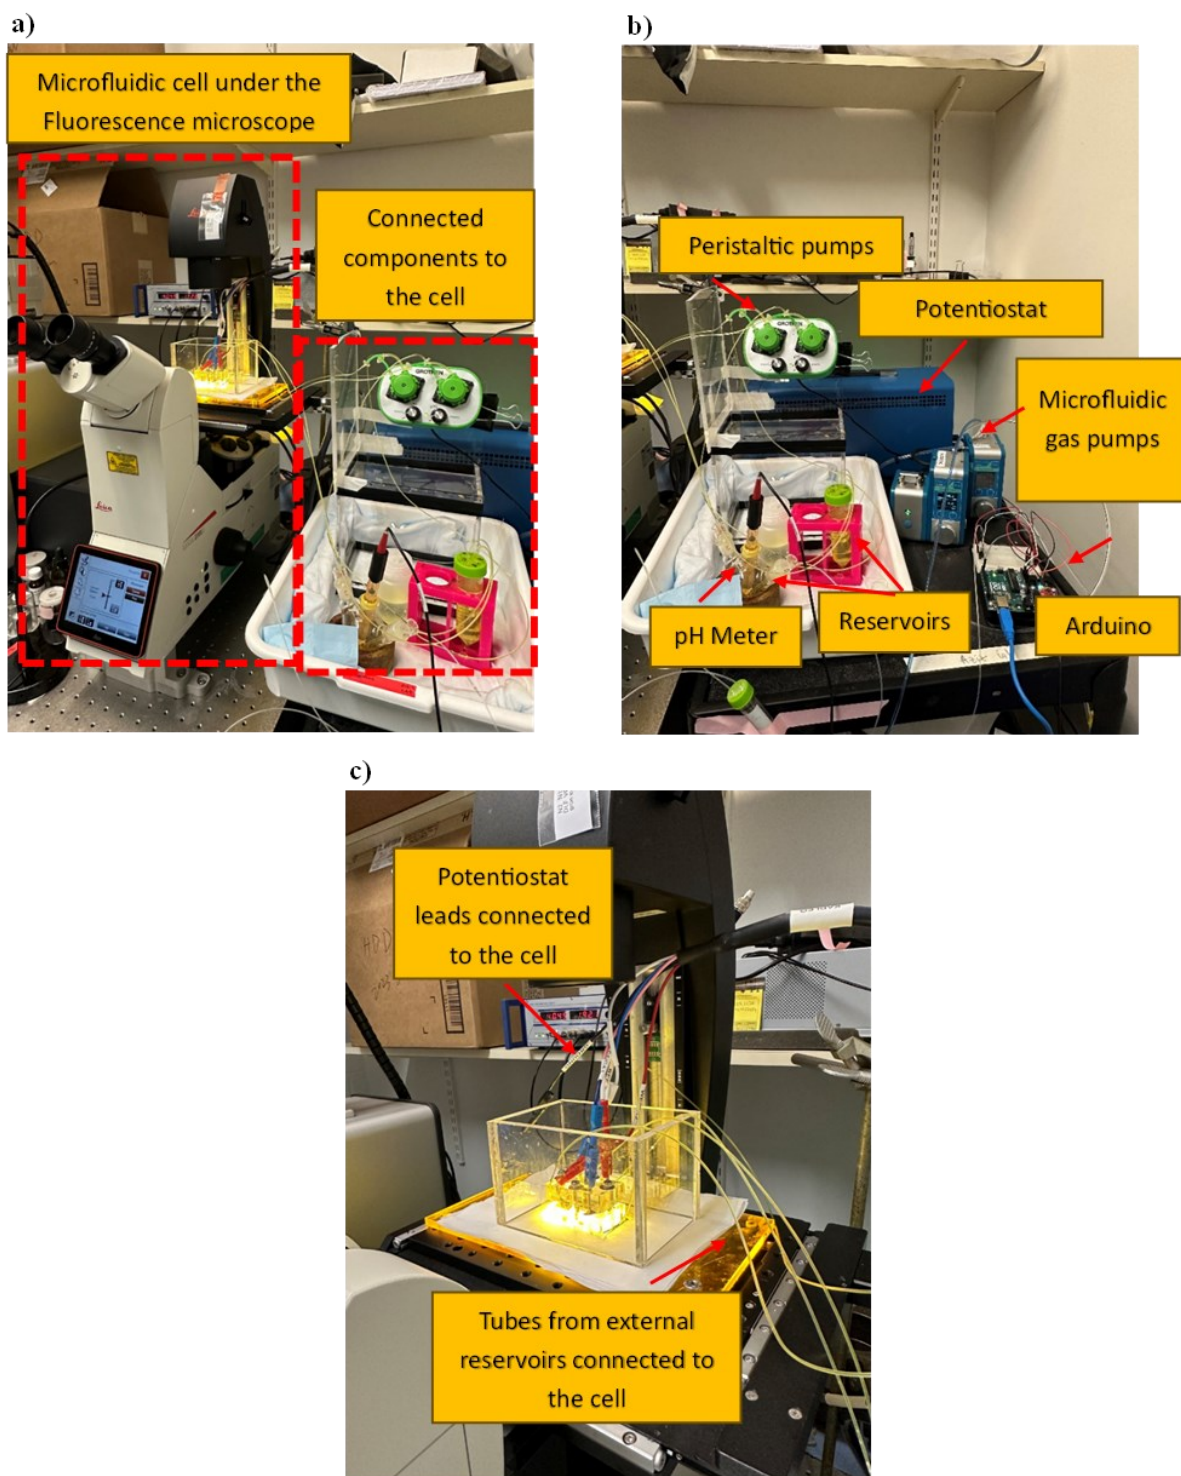 a)
Microfluidic cell under the
Fluorescence microscope
Connected
components to
the cell
b)
Peristaltic pumps
Potentiostat
Microfluidic
gas pumps
pH Meter
Reservoirs
Arduino
c)
Potentiostat
leads connected
to the cell
Tubes from external
reservoirs connected to
the cell